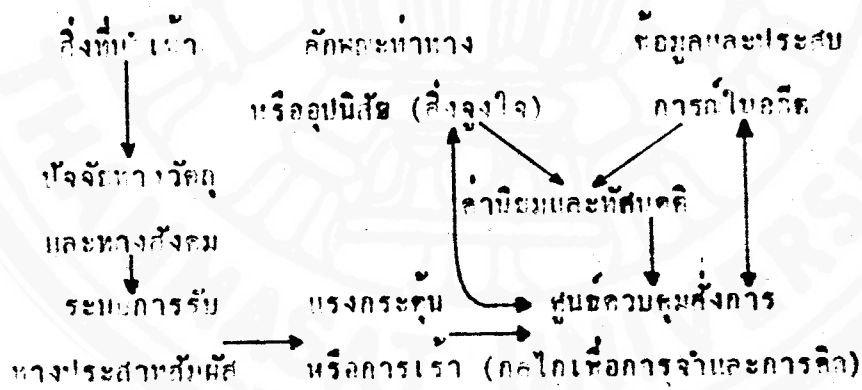 สิ่งที่นำเข้า
ลักษณะท่าทาง
ข้อมูลและประสบ
หรืออุปนิสัย (สิ่งจูงใจ)
การณ์ในอดีต
ปัจจัยทางวัตถุ
ค่านิยมและทัศนคติ
และทางสังคม
ระบบการรับ
แรงกระตุ้น
ศูนย์ควบคุมสั่งการ
ทางประสาทสัมผัส
หรือการเร้า (กลไกเพื่อการจำและการคิด)
THAMMASAT UNIVERSITY